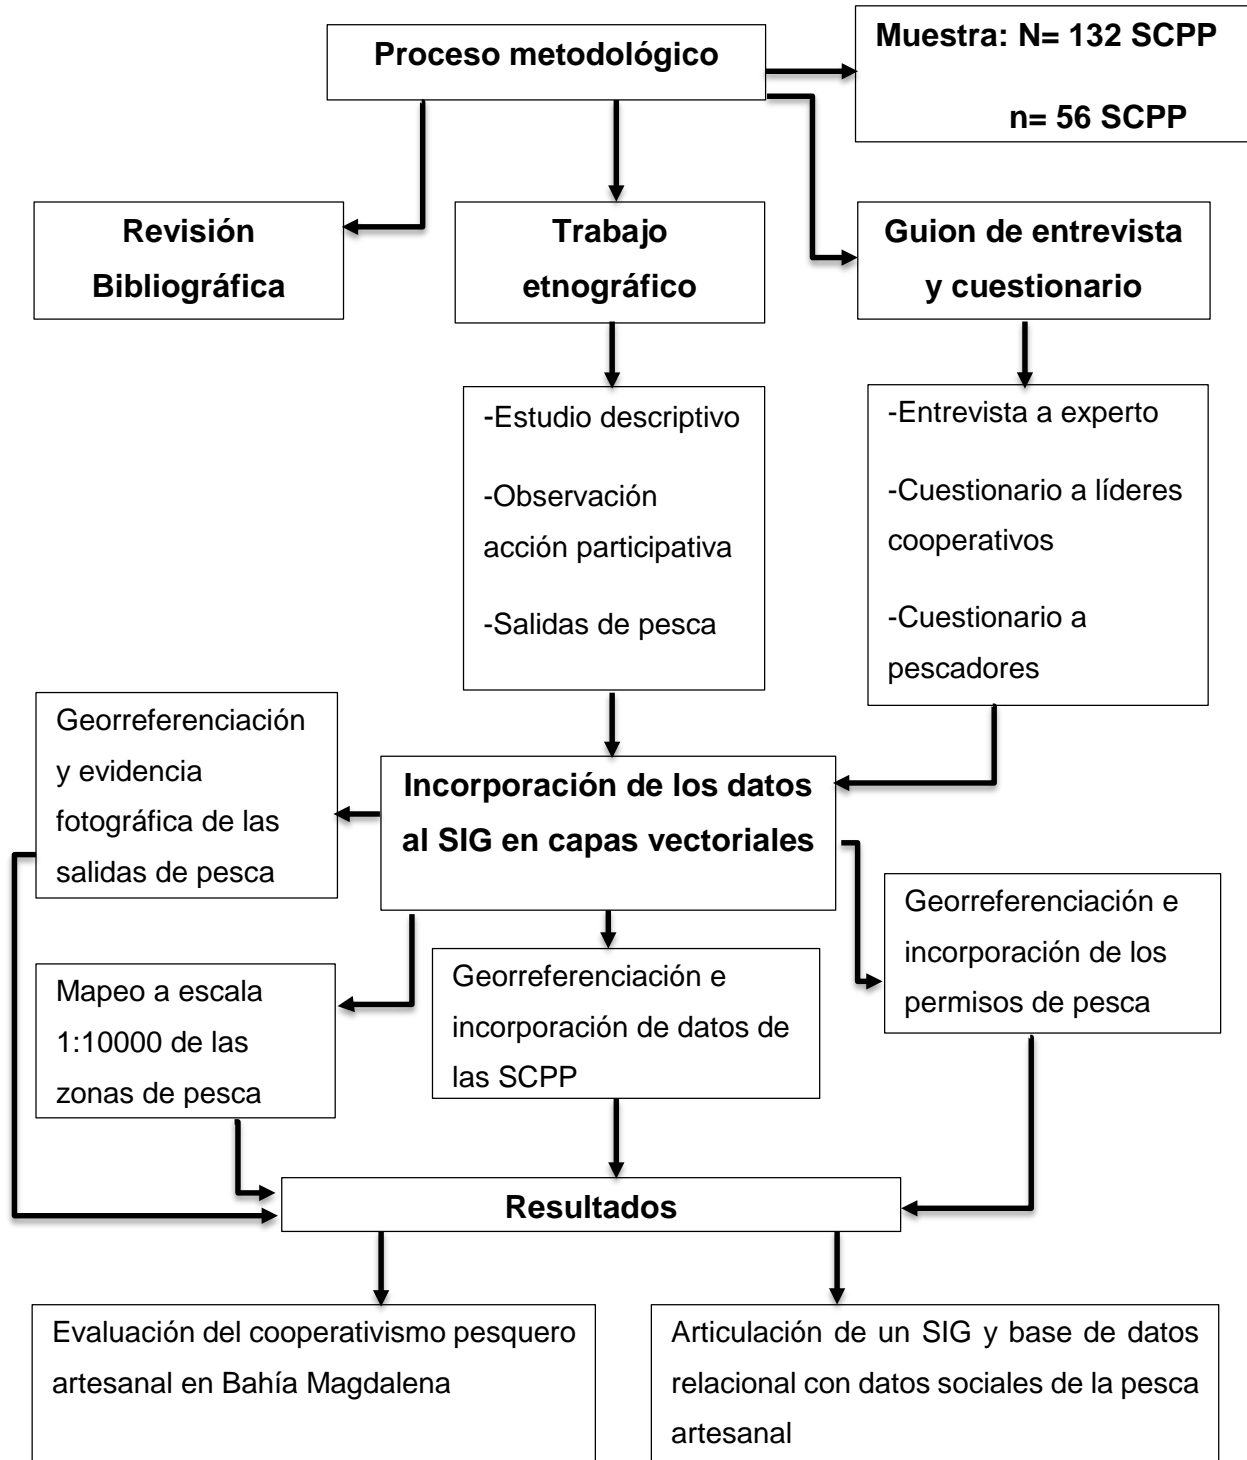 Proceso metodológico
Muestra: N= 132 SCPP
n= 56 SCPP
Revisión
Bibliográfica
Trabajo
etnográfico
Guion de entrevista
y cuestionario
-Estudio descriptivo
-Observación
acción participativa
-Salidas de pesca
-Entrevista a experto
-Cuestionario a líderes
cooperativos
-Cuestionario a
pescadores
Georreferenciación
y evidencia
fotográfica de las
salidas de pesca
Incorporación de los datos
al SIG en capas vectoriales
Georreferenciación e
incorporación de los
permisos de pesca
Mapeo a escala
1:10000 de las
zonas de pesca
Georreferenciación e
incorporación de datos de
las SCPP
Resultados
Evaluación del cooperativismo pesquero
artesanal en Bahía Magdalena
Articulación de un SIG y base de datos
relacional con datos sociales de la pesca
artesanal